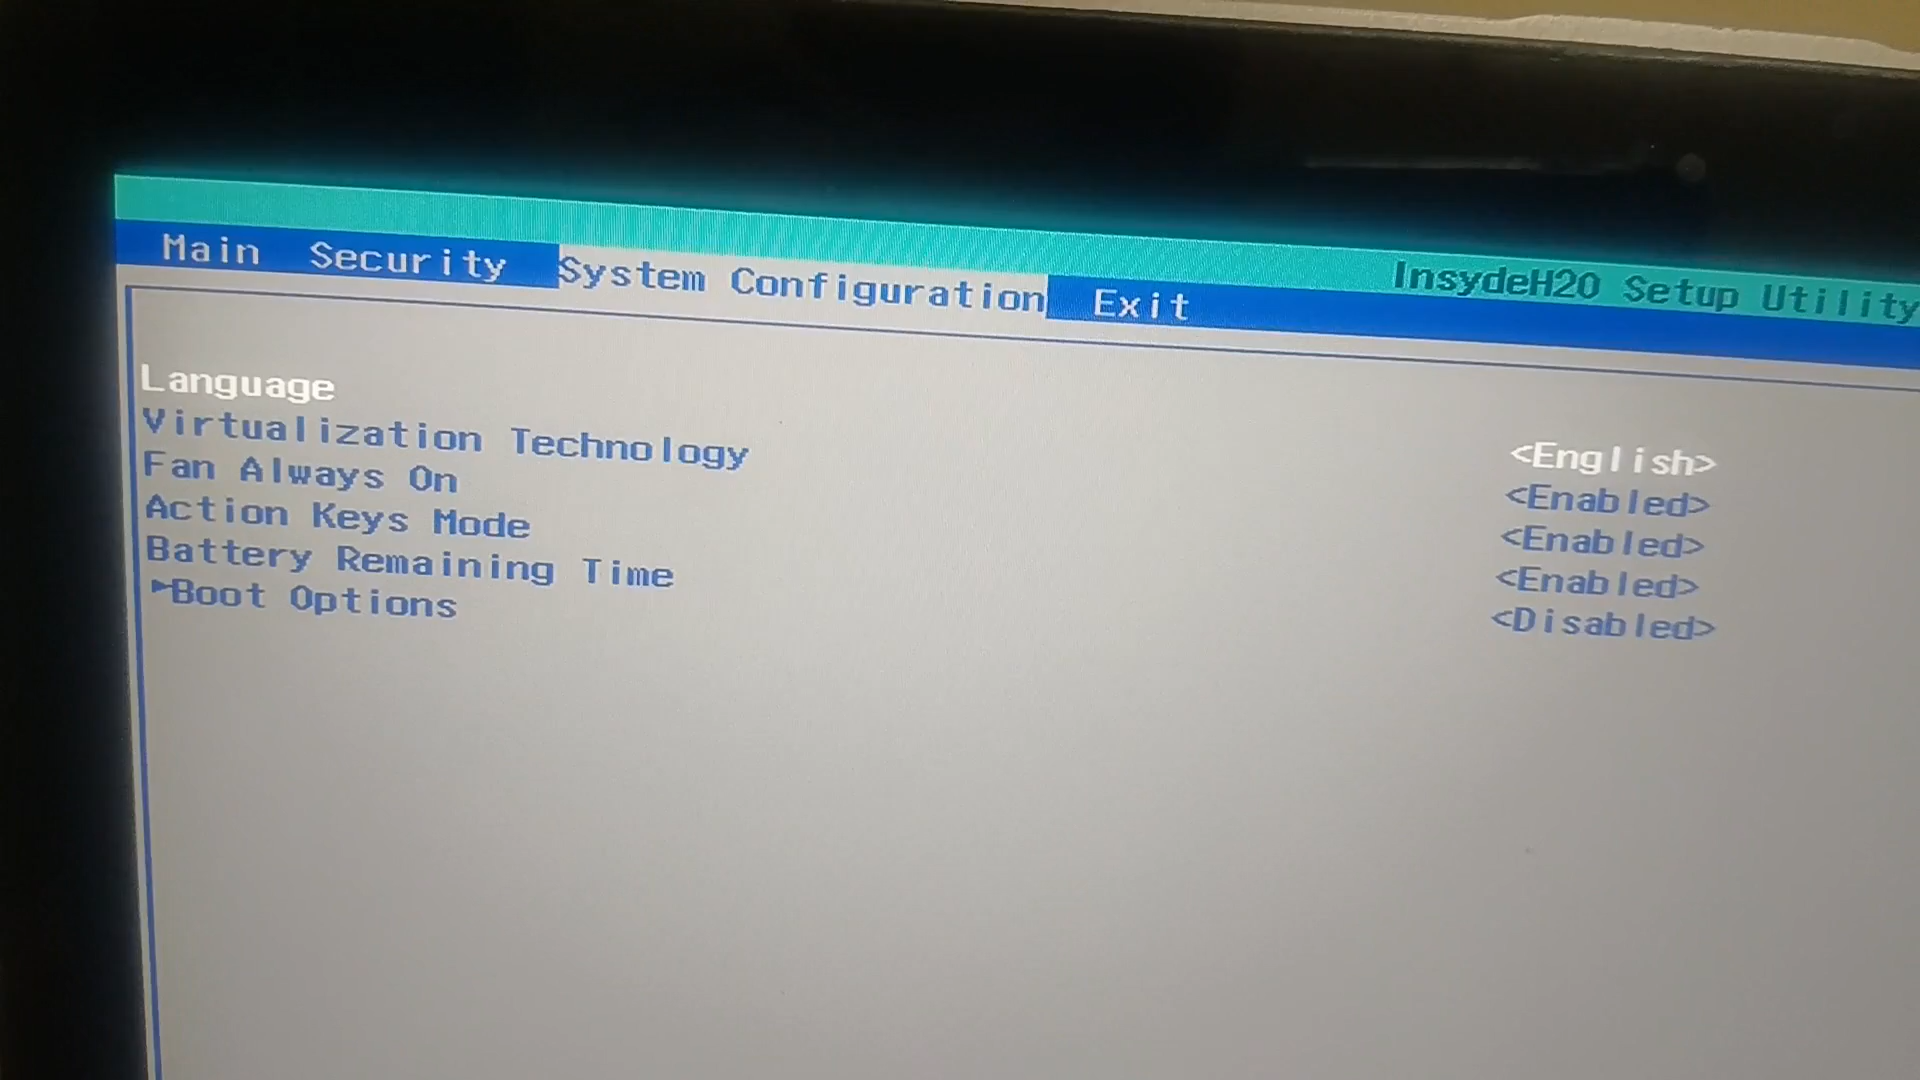 InsydeH20 Setup Utility
Main Security System Configuration Exit
Language <English>
Virtualization Technology <Enabled>
Fan Always On <Enabled>
Action Keys Mode <Enabled>
Battery Remaining Time <Disabled>
►Boot Options